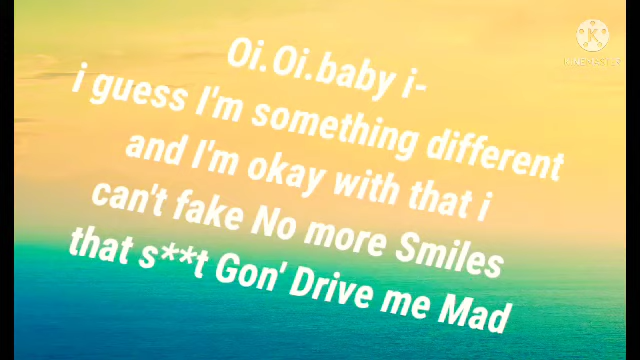 Oi.Oi.baby i-
i guess I'm something different
and I'm okay with that i
can't fake No more Smiles
that s**t Gon' Drive me Mad
K
KINEMASTER